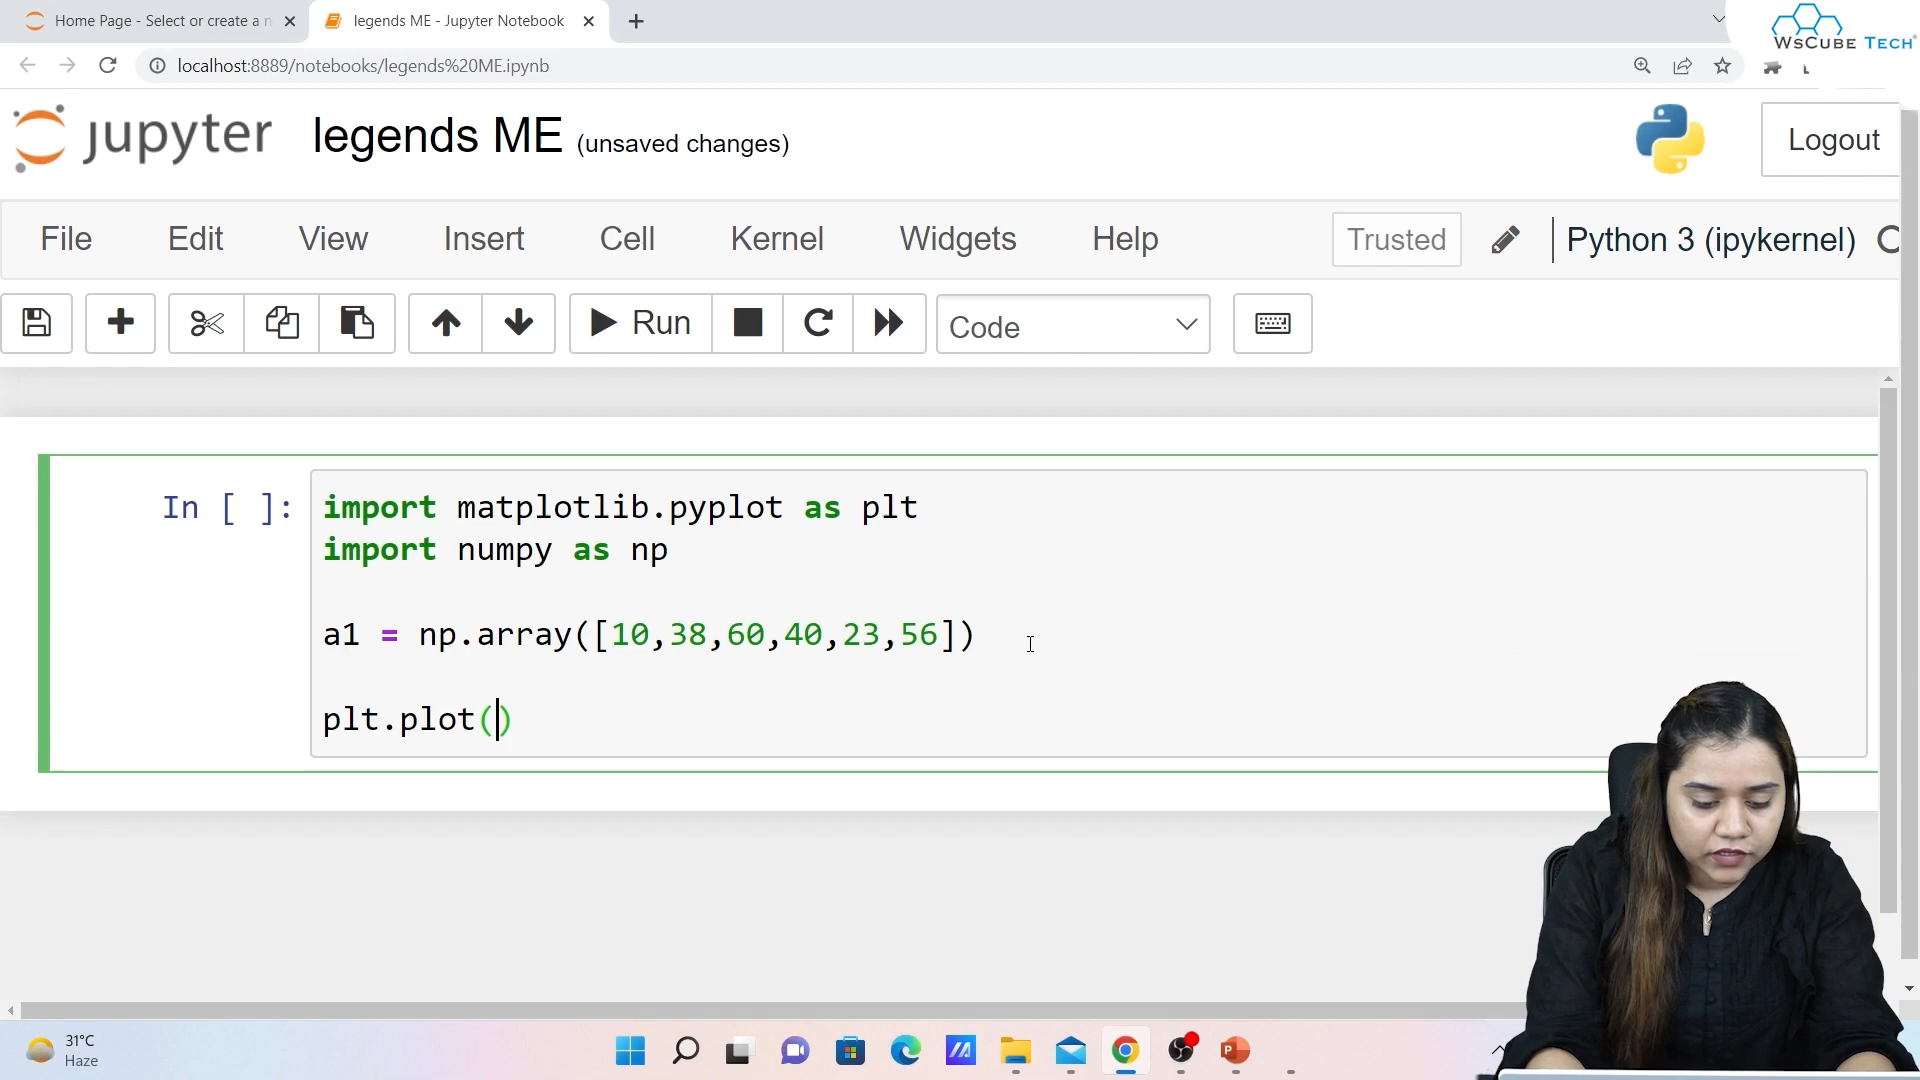 Home Page - Select or create a n
legends ME - Jupyter Notebook
WsCube Tech
localhost:8889/notebooks/legends%20ME.ipynb
jupyter legends ME (unsaved changes)
Logout
File Edit View Insert Cell Kernel Widgets Help Trusted Python 3 (ipykernel)
Run Code
In [ ]: import matplotlib.pyplot as plt
import numpy as np
a1 = np.array([10,38,60,40,23,56])
plt.plot()
31°C
Haze